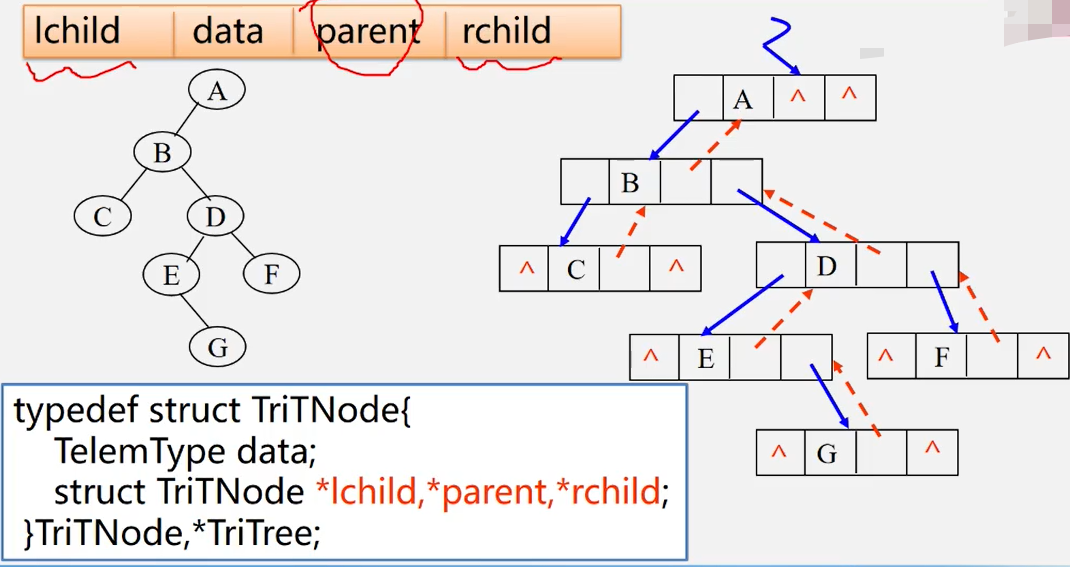 lchild data parent rchild
A
B
C D
E F
G
A ^ ^
B
^ C ^
D
^ E
^ F ^
^ G ^
typedef struct TriTNode{
TelemType data;
struct TriTNode *lchild,*parent,*rchild;
}TriTNode,*TriTree;